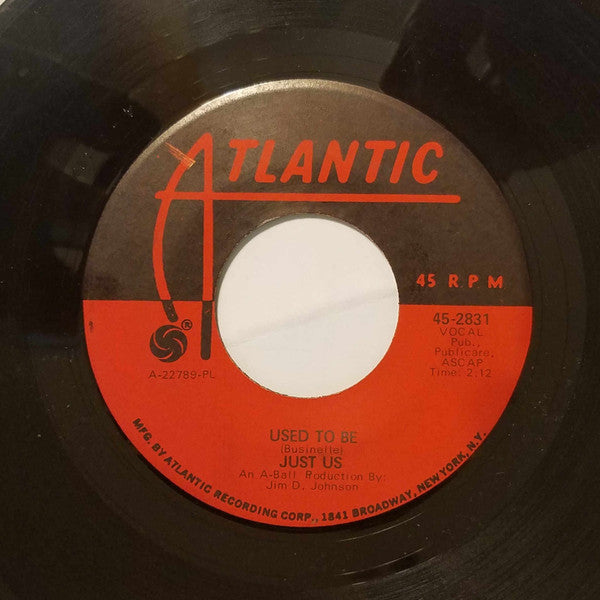 ATLANTIC
45 RPM
®
45-2831
VOCAL
Pub.,
Publicare,
ASCAP
Time: 2:12
A-22789-PL
USED TO BE
(Businelle)
JUST US
An A-Ball Roduction By:
Jim D. Johnson
MFG. BY ATLANTIC RECORDING CORP., 1841 BROADWAY, NEW YORK, N.Y.